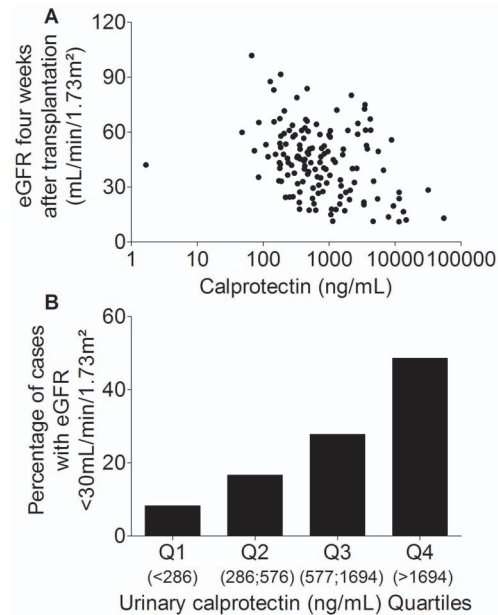 A
eGFR four weeks
after transplantation
(mL/min/1.73m²)
120
90
60
30
0
1 10 100 1000 10000 100000
Calprotectin (ng/mL)
B
Percentage of cases
with eGFR
<30mL/min/1.73m²
60
40
20
0
Q1 Q2 Q3 Q4
(<286) (286;576) (577;1694) (>1694)
Urinary calprotectin (ng/mL) Quartiles